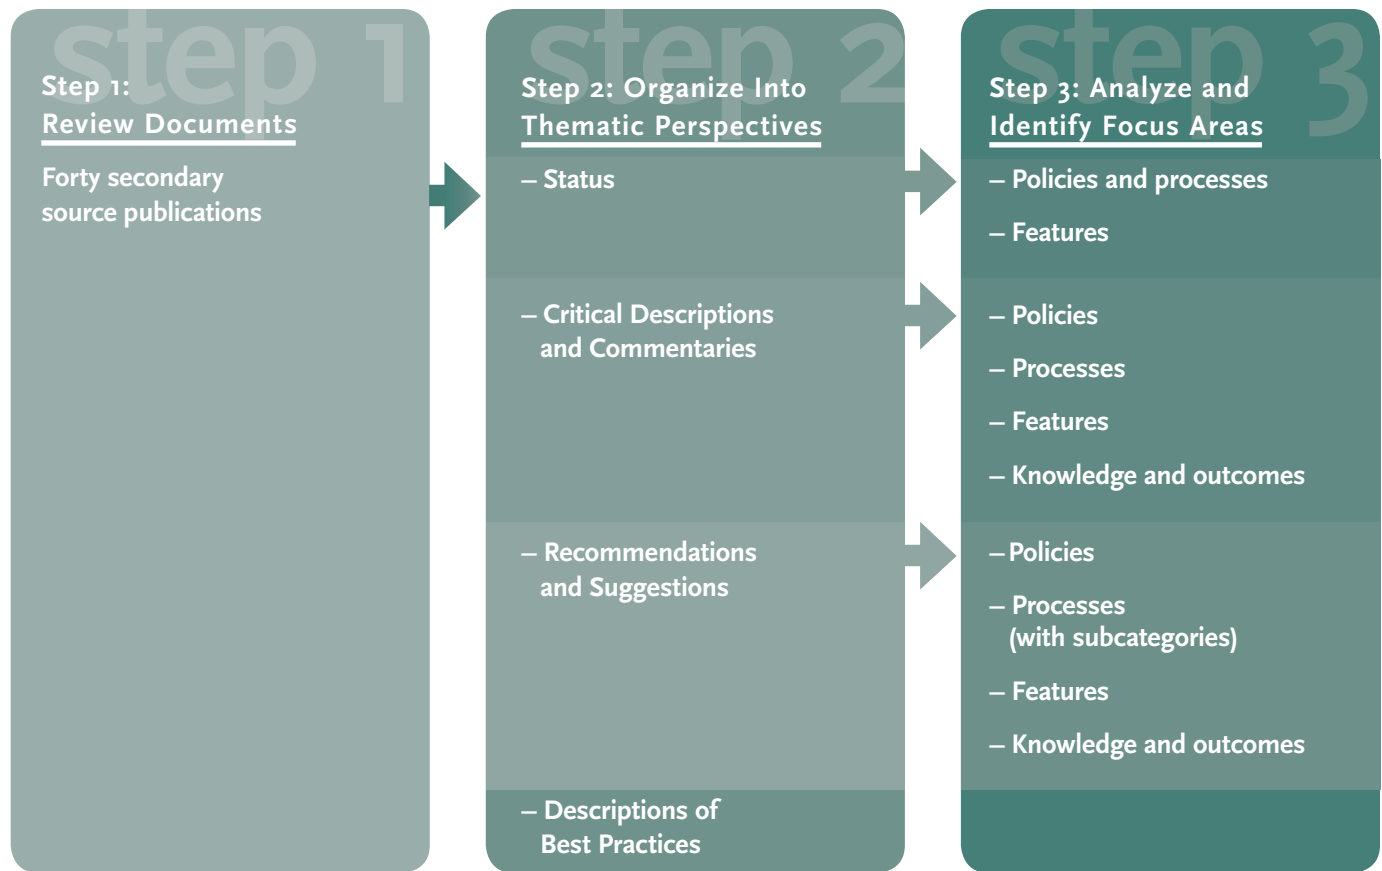 step 1
Step 1:
Review Documents
Forty secondary
source publications
step 2
Step 2: Organize Into
Thematic Perspectives
– Status
– Critical Descriptions
and Commentaries
– Recommendations
and Suggestions
– Descriptions of
Best Practices
step 3
Step 3: Analyze and
Identify Focus Areas
– Policies and processes
– Features
– Policies
– Processes
– Features
– Knowledge and outcomes
– Policies
– Processes
(with subcategories)
– Features
– Knowledge and outcomes